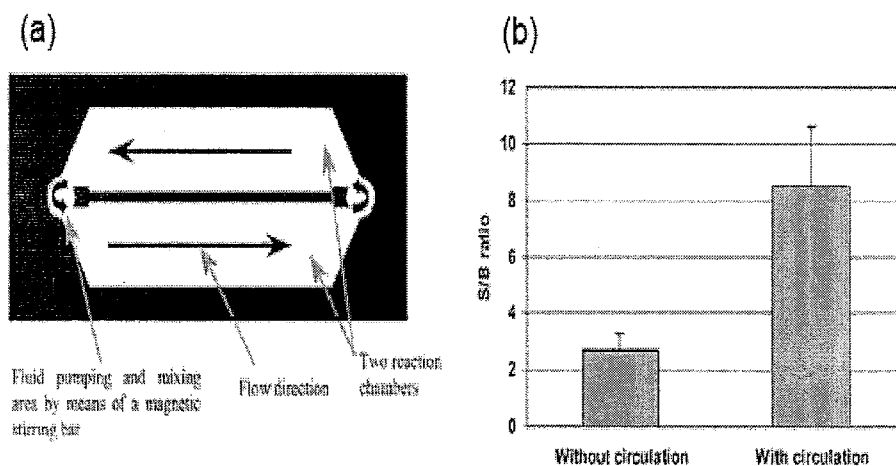 (a)
Fluid pumping and mixing
area by means of a magnetic
stirring bar
Flow direction
Two reaction
chambers
(b)
S/B ratio
12
10
8
6
4
2
0
Without circulation
With circulation